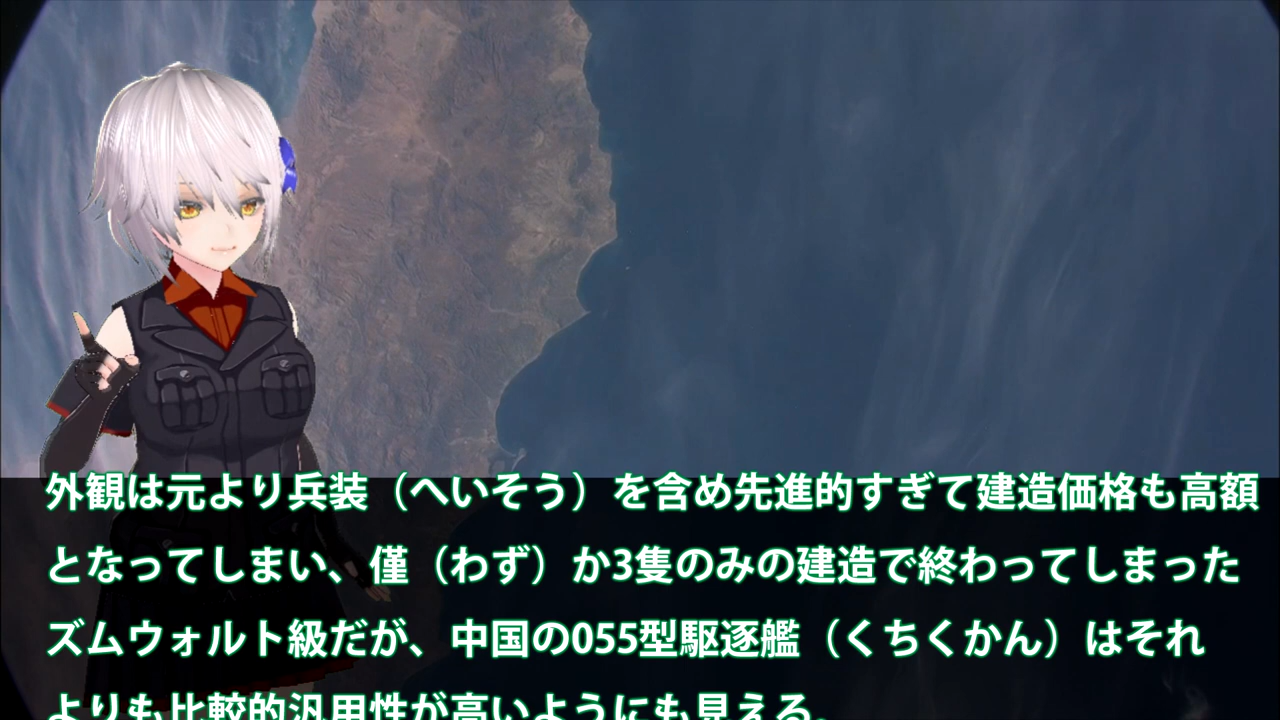 外観は元より兵装（へいそう）を含め先進的すぎて建造価格も高額
となってしまい、僅（わず）か3隻のみの建造で終わってしまった
ズムウォルト級だが、中国の055型駆逐艦（くちくかん）はそれ
よりも比較的汎用性が高いようにも見える。